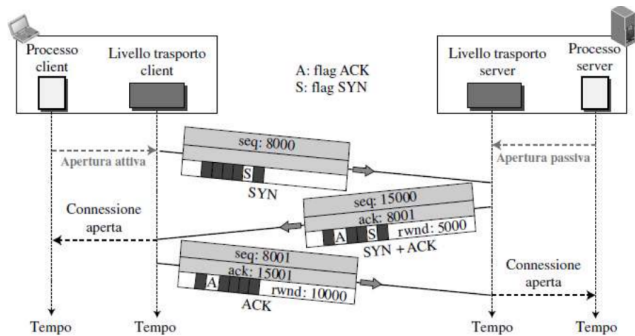 Processo
client
Livello trasporto
client
A: flag ACK
S: flag SYN
Livello trasporto
server
Processo
server
Apertura attiva
seq: 8000
S
SYN
Apertura passiva
seq: 15000
ack: 8001
A S rwnd: 5000
SYN + ACK
Connessione
aperta
seq: 8001
ack: 15001
A rwnd: 10000
ACK
Connessione
aperta
Tempo
Tempo
Tempo
Tempo